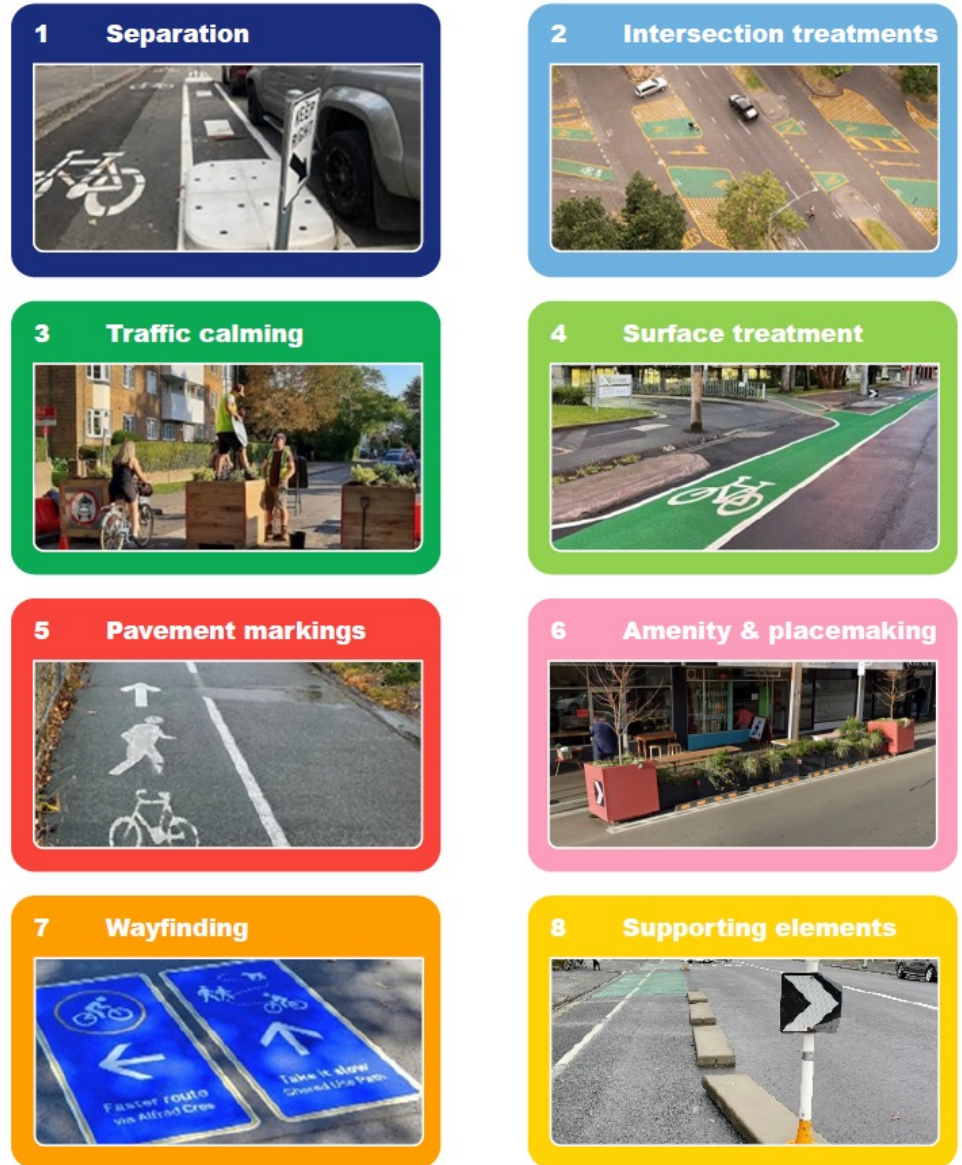 1 Separation
KEEP
RIGHT
2 Intersection treatments
3 Traffic calming
4 Surface treatment
5 Pavement markings
6 Amenity & placemaking
7 Wayfinding
Faster route
via Alfred Cres
Take it slow
Shared Use Path
8 Supporting elements